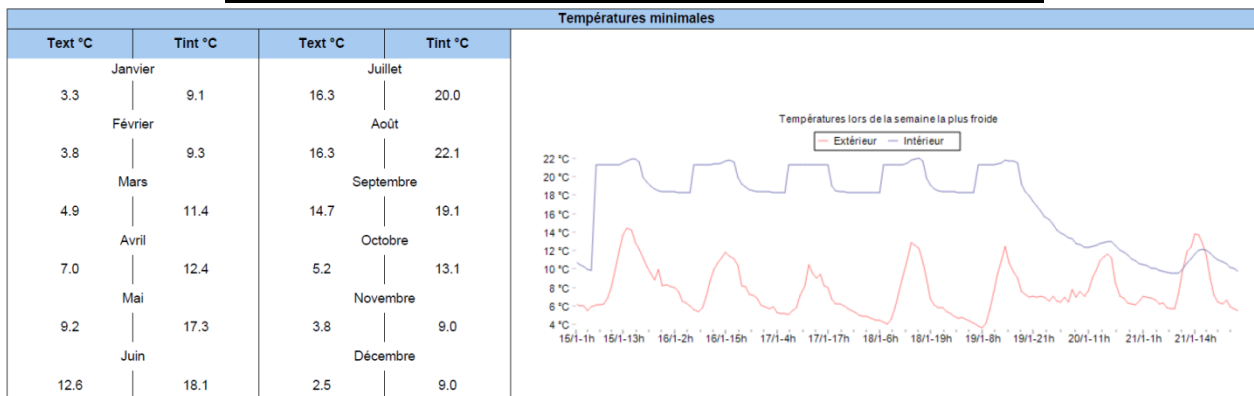 Températures minimales
Text °C Tint °C Text °C Tint °C
Janvier Juillet
3.3 9.1 16.3 20.0
Février Août
3.8 9.3 16.3 22.1
Mars Septembre
4.9 11.4 14.7 19.1
Avril Octobre
7.0 12.4 5.2 13.1
Mai Novembre
9.2 17.3 3.8 9.0
Juin Décembre
12.6 18.1 2.5 9.0
Températures lors de la semaine la plus froide
Extérieur Intérieur
22 °C
20 °C
18 °C
16 °C
14 °C
12 °C
10 °C
8 °C
6 °C
4 °C
15/1-1h 15/1-13h 16/1-2h 16/1-15h 17/1-4h 17/1-17h 18/1-6h 18/1-19h 19/1-8h 19/1-21h 20/1-11h 21/1-1h 21/1-14h